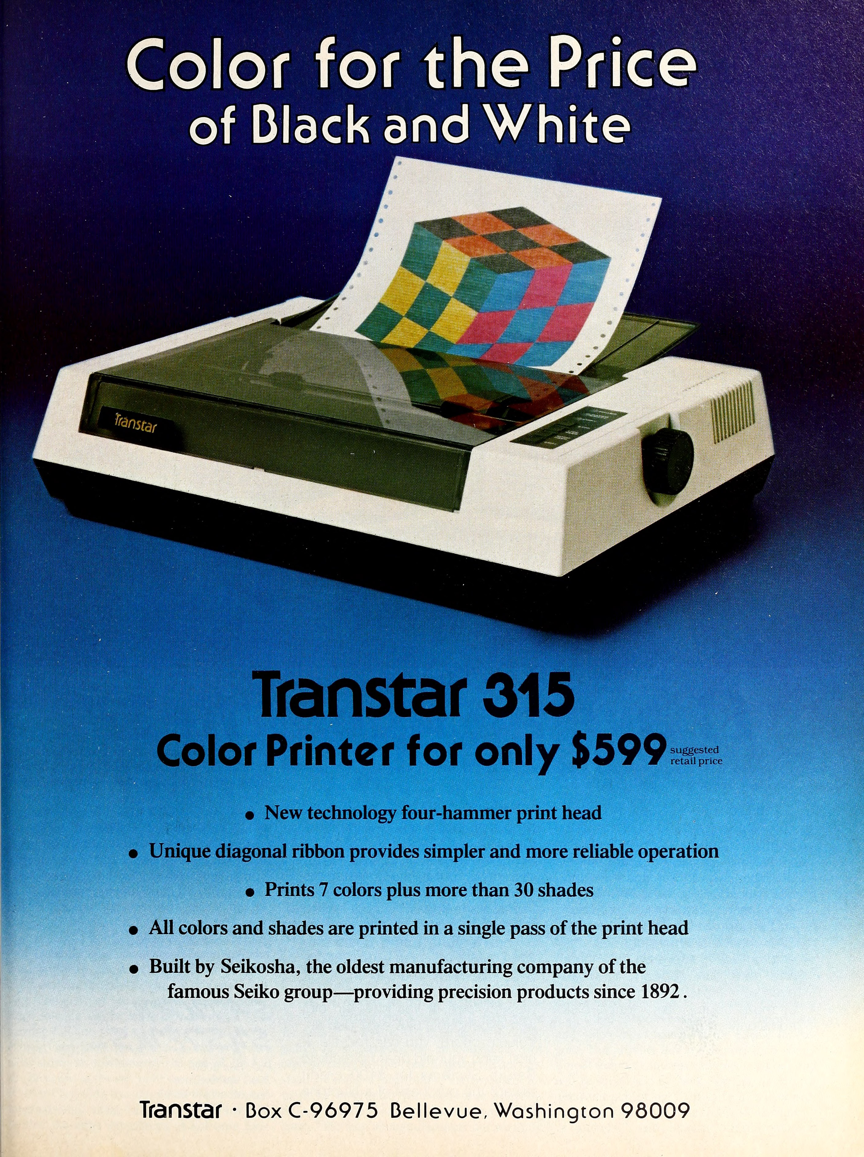 Color for the Price
of Black and White
Transtar
Transtar 315
Color Printer for only $599 suggested
retail price
• New technology four-hammer print head
• Unique diagonal ribbon provides simpler and more reliable operation
• Prints 7 colors plus more than 30 shades
• All colors and shades are printed in a single pass of the print head
• Built by Seikosha, the oldest manufacturing company of the
famous Seiko group—providing precision products since 1892.
Transtar · Box C-96975 Bellevue, Washington 98009